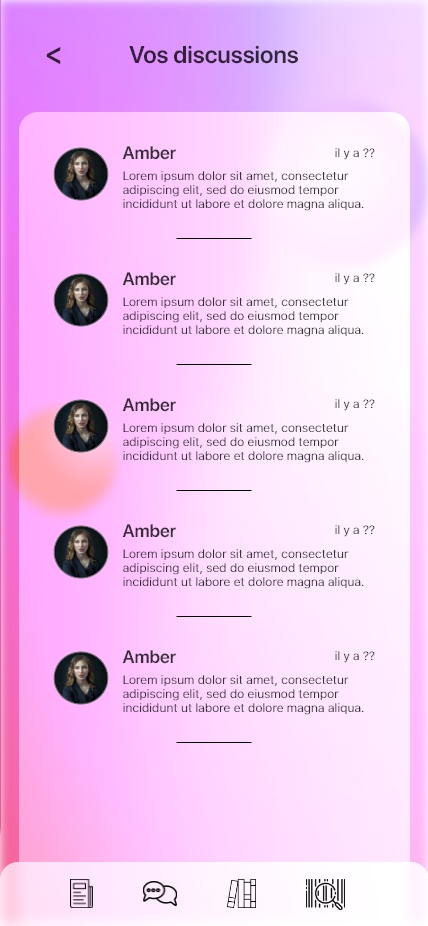 < Vos discussions
Amber il y a ??
Lorem ipsum dolor sit amet, consectetur
adipiscing elit, sed do eiusmod tempor
incididunt ut labore et dolore magna aliqua.
Amber il y a ??
Lorem ipsum dolor sit amet, consectetur
adipiscing elit, sed do eiusmod tempor
incididunt ut labore et dolore magna aliqua.
Amber il y a ??
Lorem ipsum dolor sit amet, consectetur
adipiscing elit, sed do eiusmod tempor
incididunt ut labore et dolore magna aliqua.
Amber il y a ??
Lorem ipsum dolor sit amet, consectetur
adipiscing elit, sed do eiusmod tempor
incididunt ut labore et dolore magna aliqua.
Amber il y a ??
Lorem ipsum dolor sit amet, consectetur
adipiscing elit, sed do eiusmod tempor
incididunt ut labore et dolore magna aliqua.